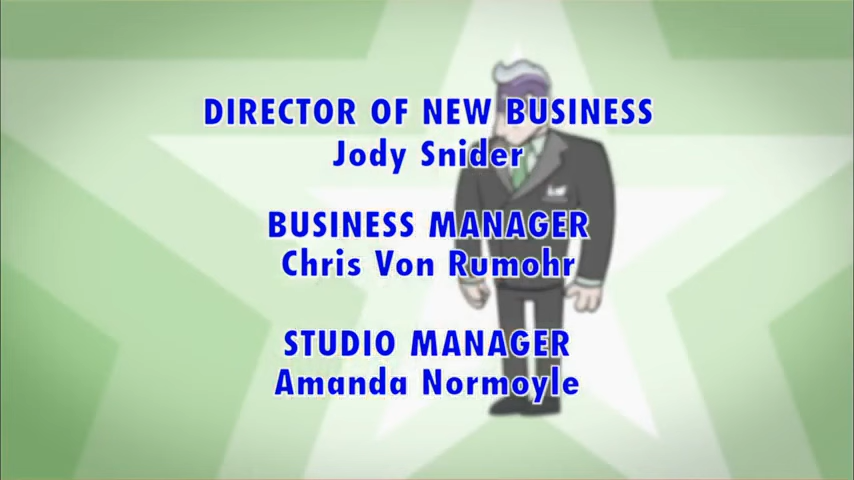 DIRECTOR OF NEW BUSINESS
Jody Snider
BUSINESS MANAGER
Chris Von Rumohr
STUDIO MANAGER
Amanda Normoyle